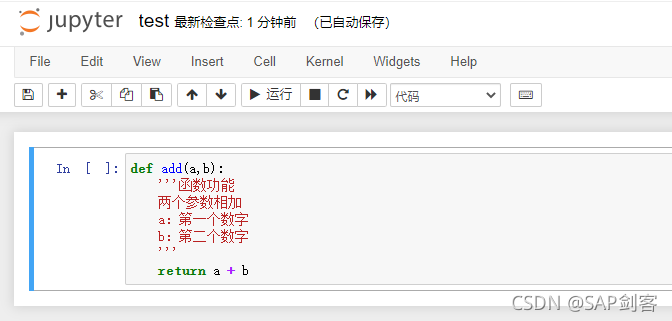 jupyter test 最新检查点: 1 分钟前 (已自动保存)
File Edit View Insert Cell Kernel Widgets Help
运行 代码
In [ ]: def add(a,b):
'''函数功能
两个参数相加
a: 第一个数字
b: 第二个数字
'''
return a + b
CSDN @SAP剑客